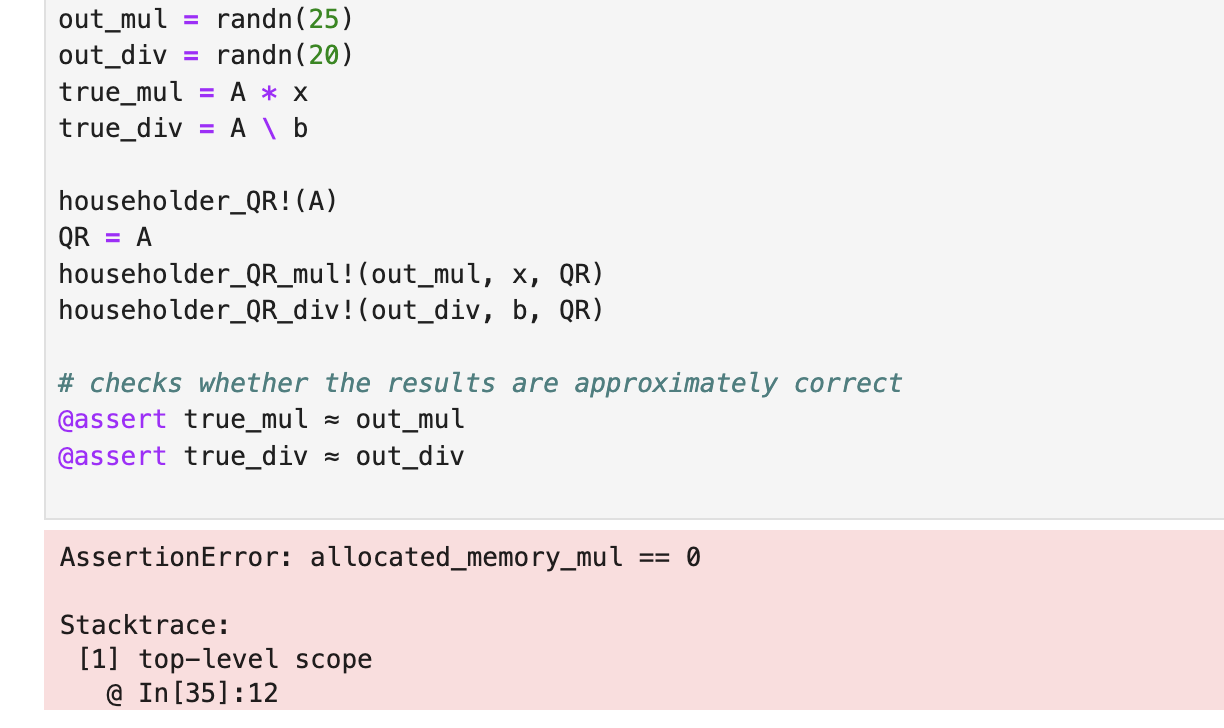 out_mul = randn(25)
out_div = randn(20)
true_mul = A * x
true_div = A \ b
householder_QR!(A)
QR = A
householder_QR_mul!(out_mul, x, QR)
householder_QR_div!(out_div, b, QR)
# checks whether the results are approximately correct
@assert true_mul ≈ out_mul
@assert true_div ≈ out_div
AssertionError: allocated_memory_mul == 0
Stacktrace:
[1] top-level scope
@ In[35]:12